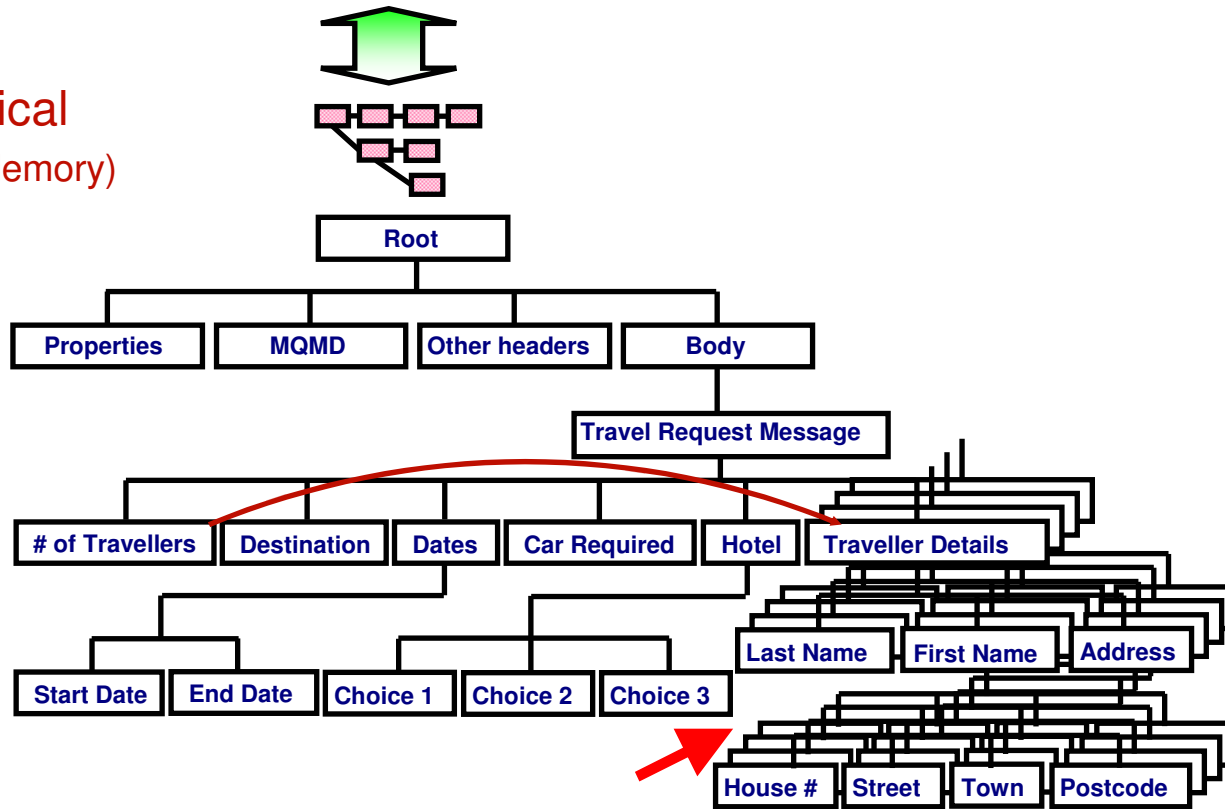 ical
emory)
Root
Properties
MQMD
Other headers
Body
Travel Request Message
# of Travellers
Destination
Dates
Car Required
Hotel
Traveller Details
Last Name
First Name
Address
Start Date
End Date
Choice 1
Choice 2
Choice 3
House #
Street
Town
Postcode